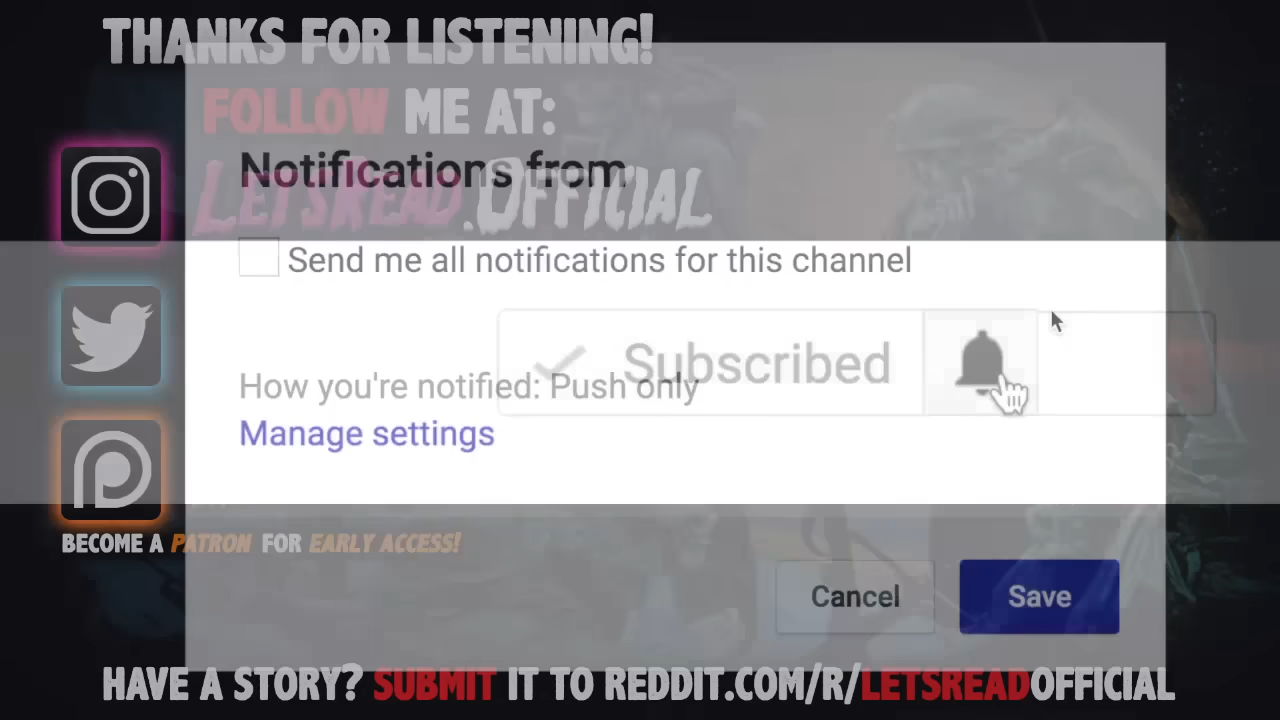 THANKS FOR LISTENING!
FOLLOW ME AT:
Notifications from
LETSREAD.OFFICIAL
Send me all notifications for this channel
Subscribed
How you're notified: Push only
Manage settings
BECOME A PATRON FOR EARLY ACCESS!
Cancel
Save
HAVE A STORY? SUBMIT IT TO REDDIT.COM/R/LETSREADOFFICIAL